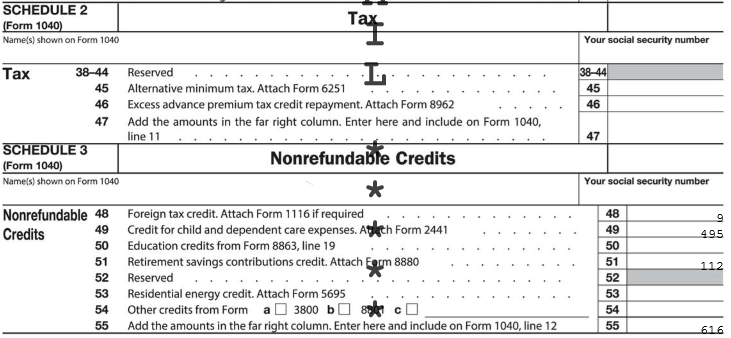 SCHEDULE 2
(Form 1040)
Tax
Name(s) shown on Form 1040
Your social security number
Tax 38–44 Reserved . . . . . . . . . . . . . . . . . . . . . . 38–44
45 Alternative minimum tax. Attach Form 6251 . . . . . . . . . . . . 45
46 Excess advance premium tax credit repayment. Attach Form 8962 . . . . . 46
47 Add the amounts in the far right column. Enter here and include on Form 1040,
line 11 . . . . . . . . . . . . . . . . . . . . . . 47
SCHEDULE 3
(Form 1040)
Nonrefundable Credits
Name(s) shown on Form 1040
Your social security number
Nonrefundable Credits
48 Foreign tax credit. Attach Form 1116 if required . . . . . . . . . . . 48 9
49 Credit for child and dependent care expenses. Attach Form 2441 . . . . . . 49 495
50 Education credits from Form 8863, line 19 . . . . . . . . . . . . 50
51 Retirement savings contributions credit. Attach Form 8880 . . . . . . . 51 112
52 Reserved . . . . . . . . . . . . . . . . . . . . . . 52
53 Residential energy credit. Attach Form 5695 . . . . . . . . . . . . 53
54 Other credits from Form a 3800 b 8801 c 54
55 Add the amounts in the far right column. Enter here and include on Form 1040, line 12 55 616
I
L
*
*
*
*
*